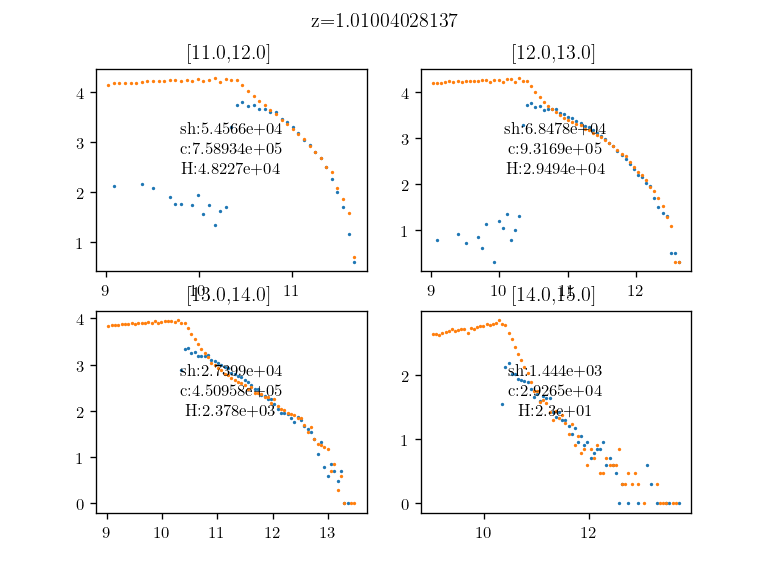 z=1.01004028137
[11.0,12.0]
[12.0,13.0]
4
3
2
1
sh:5.4566e+04
c:7.58934e+05
H:4.8227e+04
9
10
11
4
3
2
1
sh:6.8478e+04
c:9.3169e+05
H:2.9494e+04
9
10
11
12
[13.0,14.0]
[14.0,15.0]
4
3
2
1
0
sh:2.7399e+04
c:4.50958e+05
H:2.378e+03
9
10
11
12
13
2
1
0
sh:1.444e+03
c:2.9265e+04
H:2.3e+01
10
12